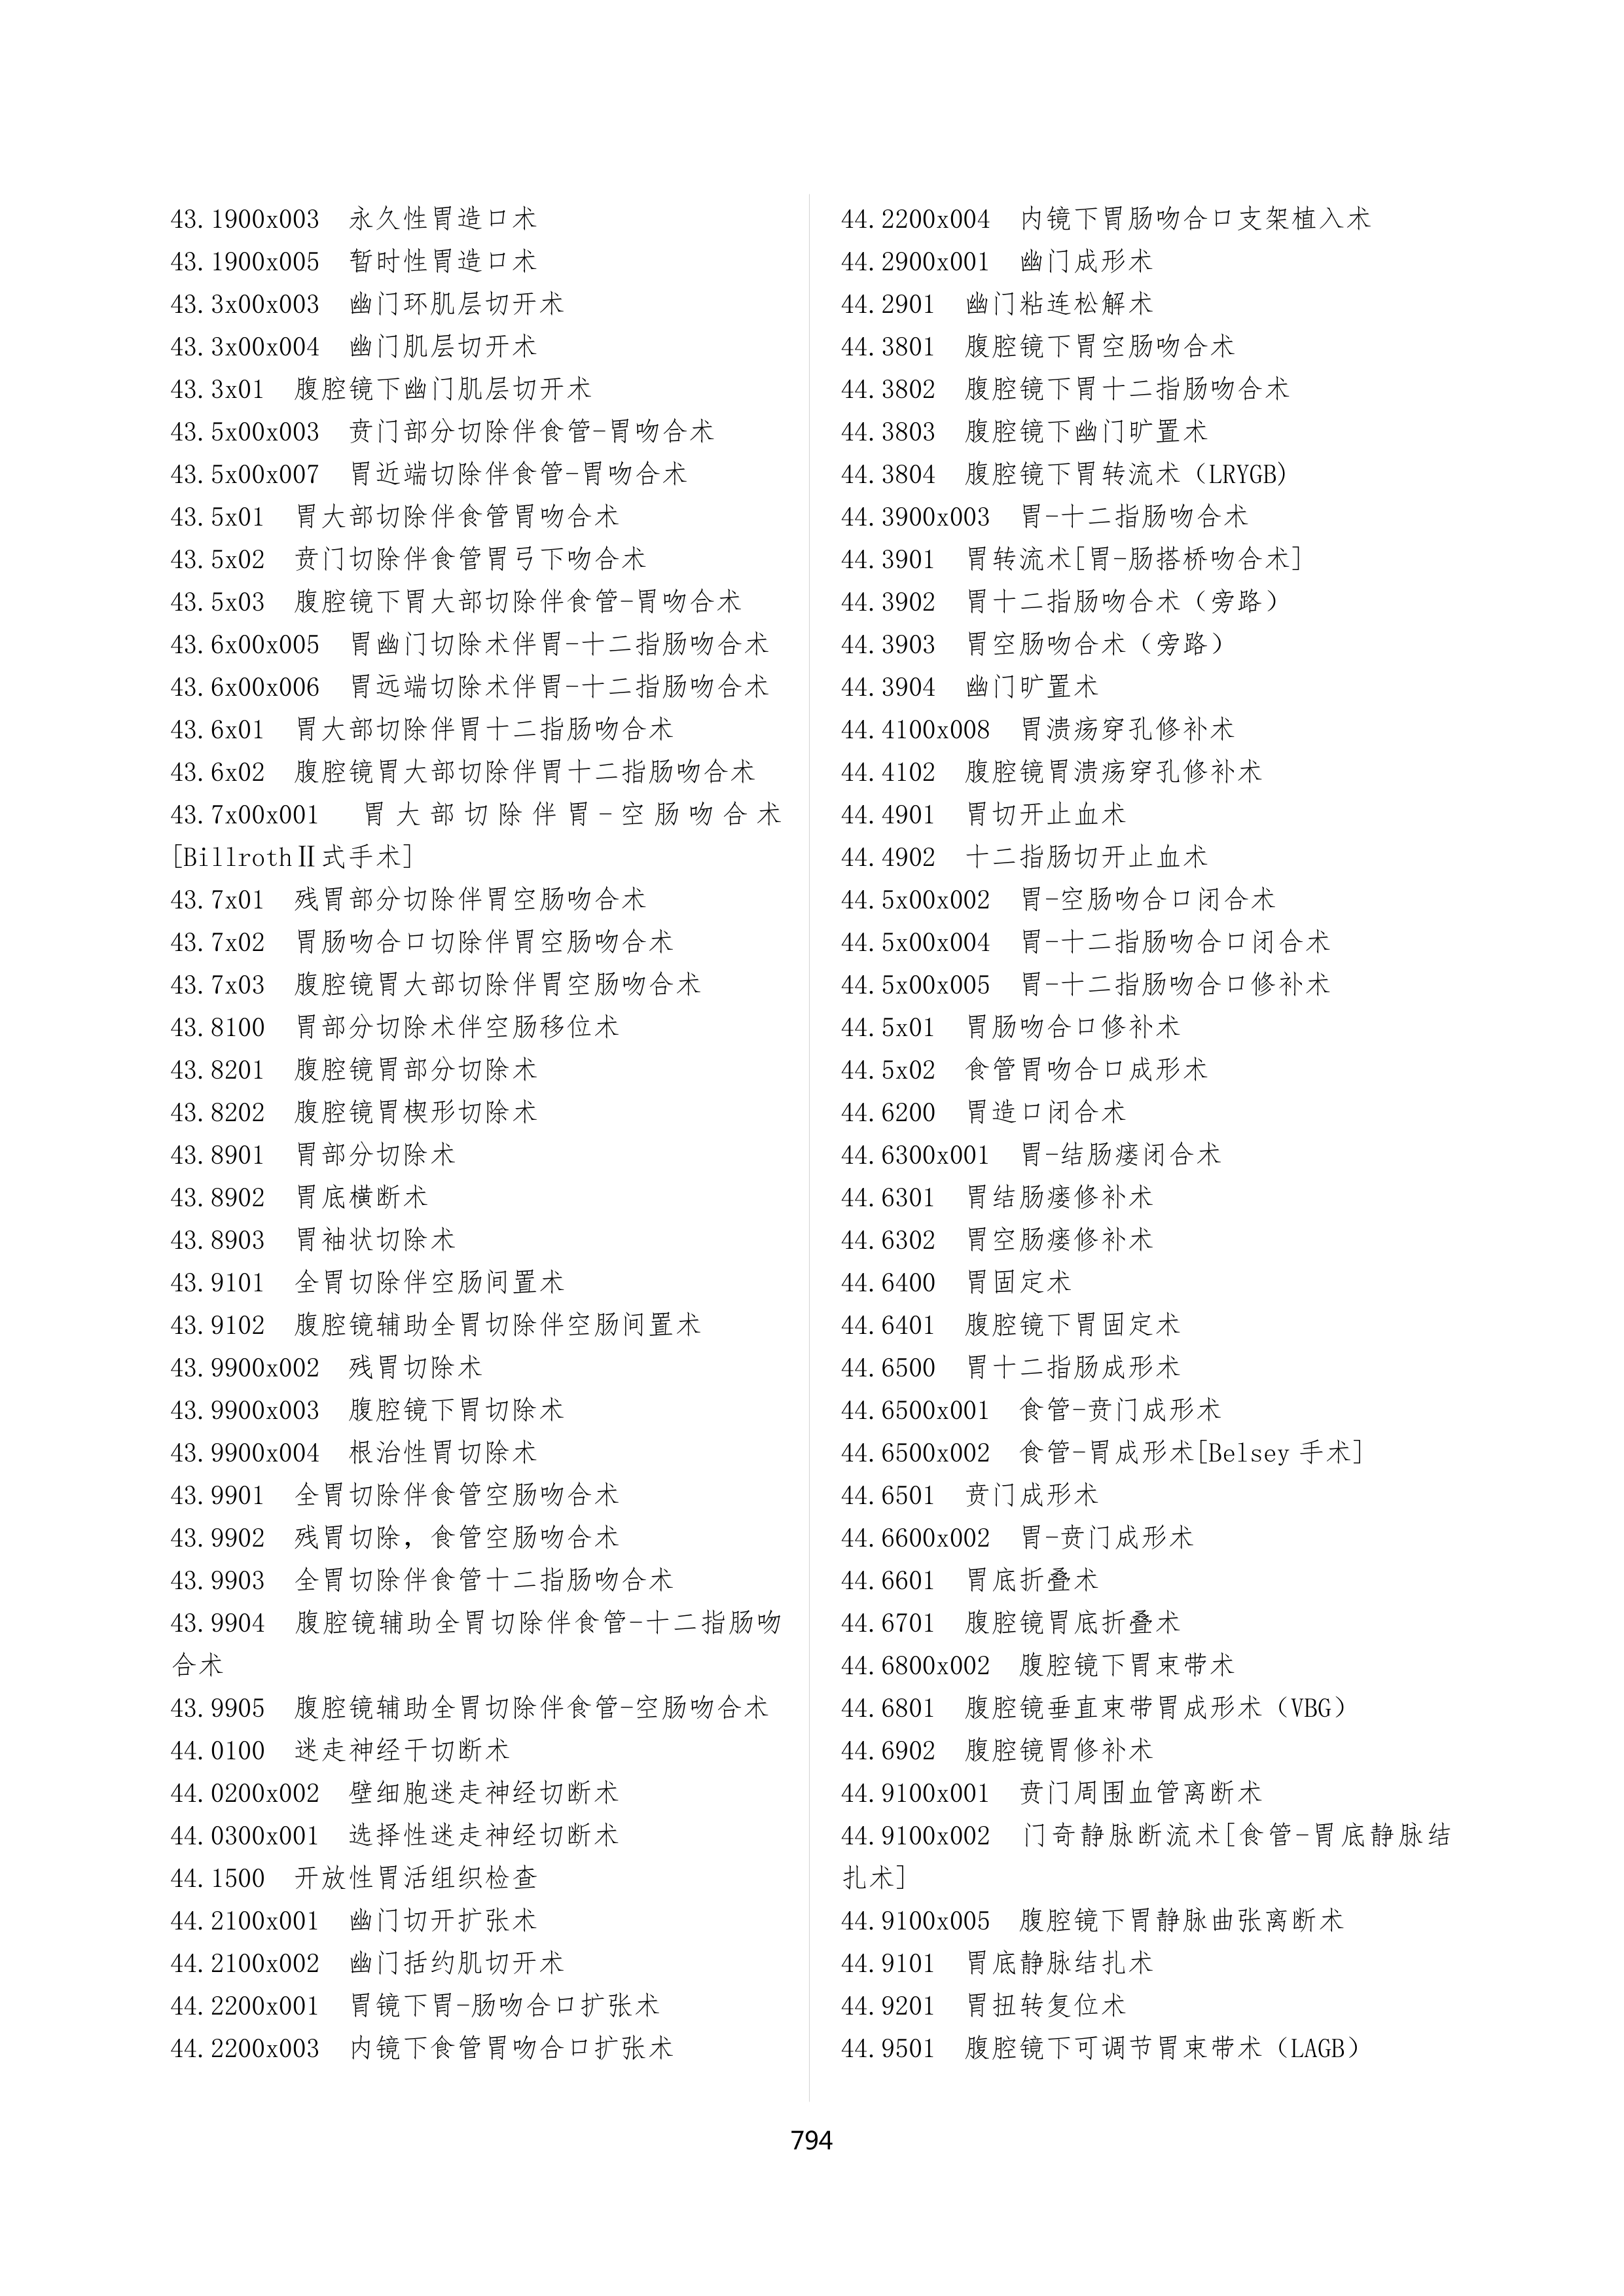 43.1900x003 永久性胃造口术
43.1900x005 暂时性胃造口术
43.3x00x003 幽门环肌层切开术
43.3x00x004 幽门肌层切开术
43.3x01 腹腔镜下幽门肌层切开术
43.5x00x003 贲门部分切除伴食管-胃吻合术
43.5x00x007 胃近端切除伴食管-胃吻合术
43.5x01 胃大部切除伴食管胃吻合术
43.5x02 贲门切除伴食管胃弓下吻合术
43.5x03 腹腔镜下胃大部切除伴食管-胃吻合术
43.6x00x005 胃幽门切除术伴胃-十二指肠吻合术
43.6x00x006 胃远端切除术伴胃-十二指肠吻合术
43.6x01 胃大部切除伴胃十二指肠吻合术
43.6x02 腹腔镜胃大部切除伴胃十二指肠吻合术
43.7x00x001 胃大部切除伴胃-空肠吻合术
[BillrothⅡ式手术]
43.7x01 残胃部分切除伴胃空肠吻合术
43.7x02 胃肠吻合口切除伴胃空肠吻合术
43.7x03 腹腔镜胃大部切除伴胃空肠吻合术
43.8100 胃部分切除术伴空肠移位术
43.8201 腹腔镜胃部分切除术
43.8202 腹腔镜胃楔形切除术
43.8901 胃部分切除术
43.8902 胃底横断术
43.8903 胃袖状切除术
43.9101 全胃切除伴空肠间置术
43.9102 腹腔镜辅助全胃切除伴空肠间置术
43.9900x002 残胃切除术
43.9900x003 腹腔镜下胃切除术
43.9900x004 根治性胃切除术
43.9901 全胃切除伴食管空肠吻合术
43.9902 残胃切除，食管空肠吻合术
43.9903 全胃切除伴食管十二指肠吻合术
43.9904 腹腔镜辅助全胃切除伴食管-十二指肠吻
合术
43.9905 腹腔镜辅助全胃切除伴食管-空肠吻合术
44.0100 迷走神经干切断术
44.0200x002 壁细胞迷走神经切断术
44.0300x001 选择性迷走神经切断术
44.1500 开放性胃活组织检查
44.2100x001 幽门切开扩张术
44.2100x002 幽门括约肌切开术
44.2200x001 胃镜下胃-肠吻合口扩张术
44.2200x003 内镜下食管胃吻合口扩张术
44.2200x004 内镜下胃肠吻合口支架植入术
44.2900x001 幽门成形术
44.2901 幽门粘连松解术
44.3801 腹腔镜下胃空肠吻合术
44.3802 腹腔镜下胃十二指肠吻合术
44.3803 腹腔镜下幽门旷置术
44.3804 腹腔镜下胃转流术（LRYGB)
44.3900x003 胃-十二指肠吻合术
44.3901 胃转流术[胃-肠搭桥吻合术]
44.3902 胃十二指肠吻合术（旁路）
44.3903 胃空肠吻合术（旁路）
44.3904 幽门旷置术
44.4100x008 胃溃疡穿孔修补术
44.4102 腹腔镜胃溃疡穿孔修补术
44.4901 胃切开止血术
44.4902 十二指肠切开止血术
44.5x00x002 胃-空肠吻合口闭合术
44.5x00x004 胃-十二指肠吻合口闭合术
44.5x00x005 胃-十二指肠吻合口修补术
44.5x01 胃肠吻合口修补术
44.5x02 食管胃吻合口成形术
44.6200 胃造口闭合术
44.6300x001 胃-结肠瘘闭合术
44.6301 胃结肠瘘修补术
44.6302 胃空肠瘘修补术
44.6400 胃固定术
44.6401 腹腔镜下胃固定术
44.6500 胃十二指肠成形术
44.6500x001 食管-贲门成形术
44.6500x002 食管-胃成形术[Belsey 手术]
44.6501 贲门成形术
44.6600x002 胃-贲门成形术
44.6601 胃底折叠术
44.6701 腹腔镜胃底折叠术
44.6800x002 腹腔镜下胃束带术
44.6801 腹腔镜垂直束带胃成形术（VBG）
44.6902 腹腔镜胃修补术
44.9100x001 贲门周围血管离断术
44.9100x002 门奇静脉断流术[食管-胃底静脉结
扎术]
44.9100x005 腹腔镜下胃静脉曲张离断术
44.9101 胃底静脉结扎术
44.9201 胃扭转复位术
44.9501 腹腔镜下可调节胃束带术（LAGB）
794